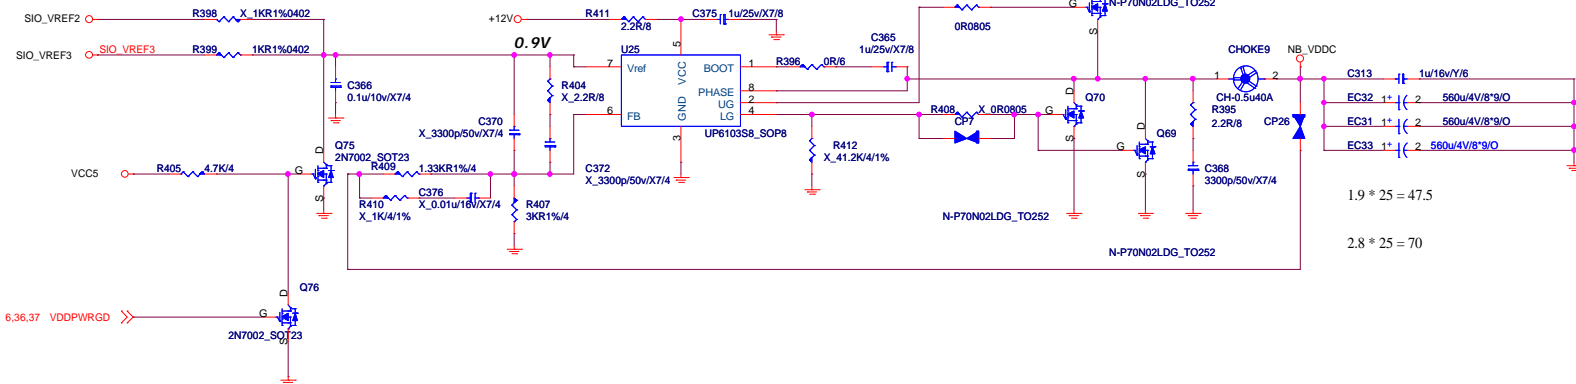 SIO_VREF2
R398
X_1KR1%0402
SIO_VREF3
SIO_VREF3
R399
1KR1%0402
C366
0.1u/10v/X7/4
+12V
R411
2.2R/8
C375
1u/25v/X7/8
0.9V
U25
5
7
Vref
VCC
BOOT
1
PHASE
8
UG
2
GND
LG
4
6
FB
3
UP6103S8_SOP8
R404
X_2.2R/8
C370
X_3300p/50v/X7/4
C372
X_3300p/50v/X7/4
R396
0R/6
C365
1u/25v/X7/8
0R0805
G
N-P70N02LDG_TO252
S
R408
X_0R0805
CP7
R412
X_41.2K/4/1%
Q70
D
G
S
Q69
D
G
S
N-P70N02LDG_TO252
N-P70N02LDG_TO252
R395
2.2R/8
C368
3300p/50v/X7/4
CHOKE9
1
2
CH-0.5u40A
NB_VDDC
CP26
C313
1u/16v/Y/6
EC32
1+
2
560u/4V/8*9/O
EC31
1+
2
560u/4V/8*9/O
EC33
1+
2
560u/4V/8*9/O
1.9 * 25 = 47.5
2.8 * 25 = 70
VCC5
R405
4.7K/4
Q75
2N7002_SOT23
D
G
S
R409
1.33KR1%/4
R410
X_1K/4/1%
C376
X_0.01u/16v/X7/4
R407
3KR1%/4
6,36,37
VDDPWRGD
Q76
D
G
S
2N7002_SOT23